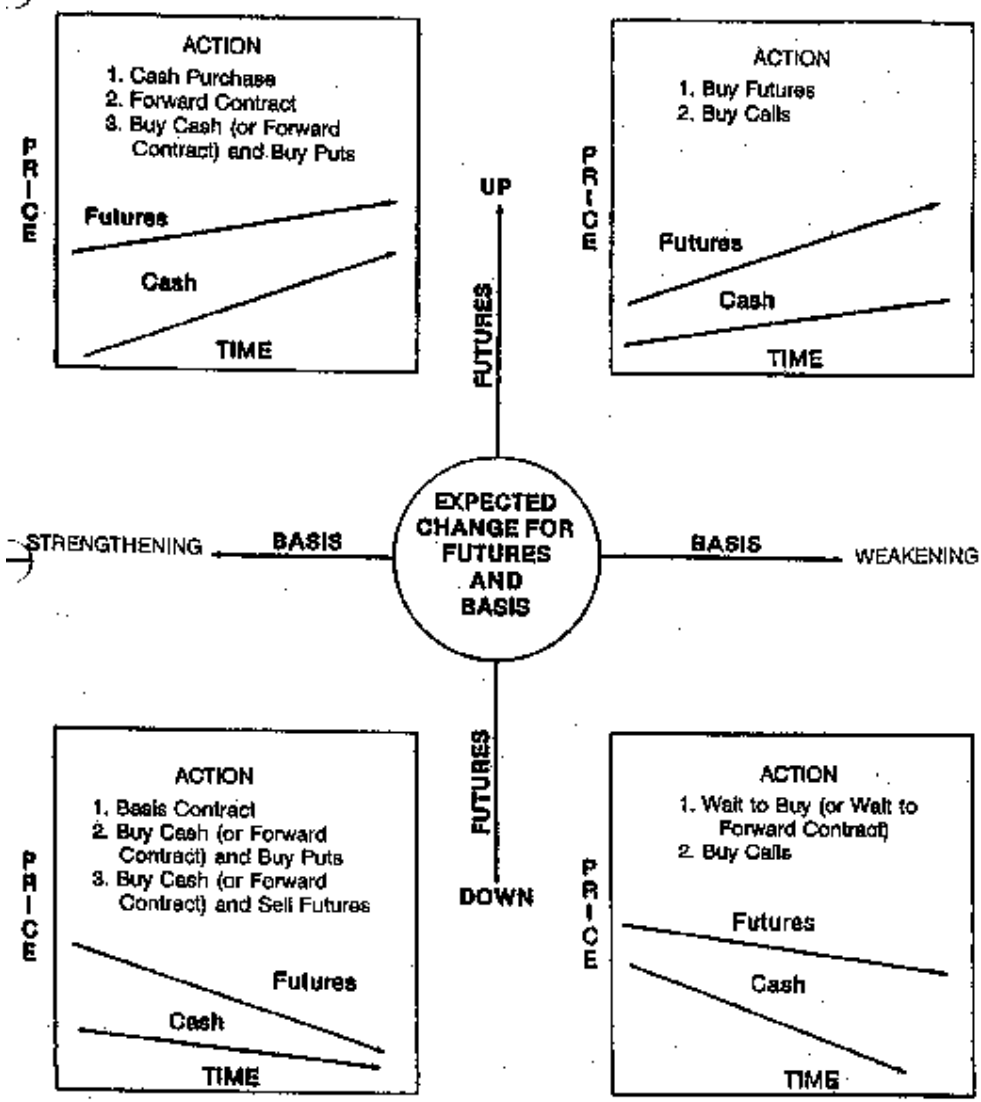 ACTION
1. Cash Purchase
2. Forward Contract
3. Buy Cash (or Forward
Contract) and Buy Puts
PRICE
Futures
Cash
TIME
ACTION
1. Buy Futures
2. Buy Calls
PRICE
Futures
Cash
TIME
UP
FUTURES
EXPECTED
CHANGE FOR
FUTURES
AND
BASIS
STRENGTHENING
BASIS
BASIS
WEAKENING
FUTURES
DOWN
ACTION
1. Basis Contract
2. Buy Cash (or Forward
Contract) and Buy Puts
3. Buy Cash (or Forward
Contract) and Sell Futures
PRICE
Futures
Cash
TIME
ACTION
1. Wait to Buy (or Wait to
Forward Contract)
2. Buy Calls
PRICE
Futures
Cash
TIME